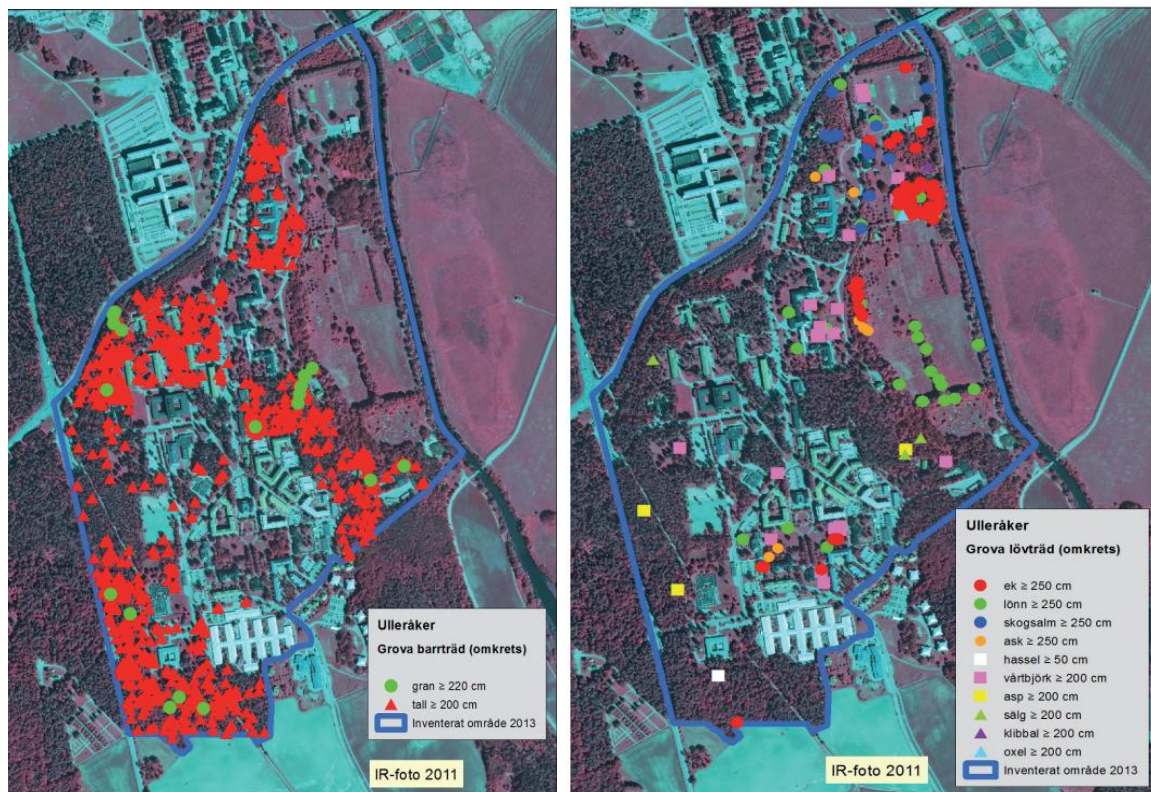 Ulleråker
Grova barrträd (omkrets)
gran ≥ 220 cm
tall ≥ 200 cm
Inventerat område 2013
IR-foto 2011
Ulleråker
Grova lövträd (omkrets)
ek ≥ 250 cm
lönn ≥ 250 cm
skogsalm ≥ 250 cm
ask ≥ 250 cm
hassel ≥ 50 cm
vårtbjörk ≥ 200 cm
asp ≥ 200 cm
sälg ≥ 200 cm
klibbal ≥ 200 cm
oxel ≥ 200 cm
Inventerat område 2013
IR-foto 2011